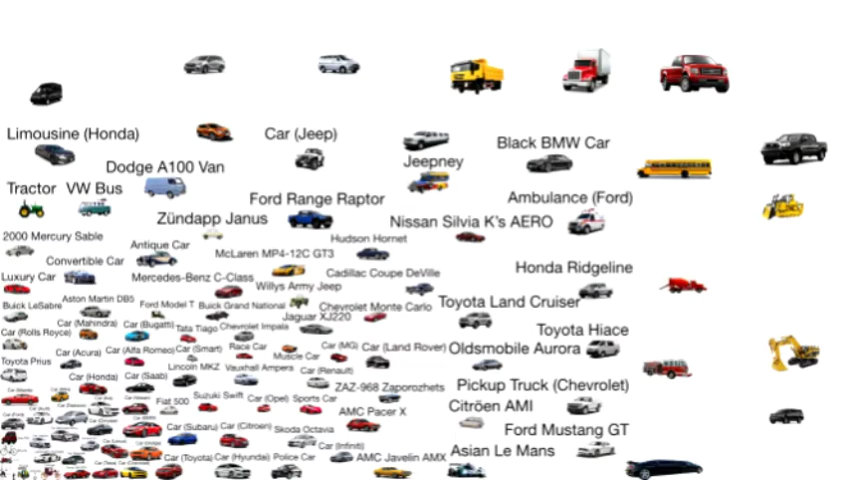 Limousine (Honda)
Car (Jeep)
Black BMW Car
Jeepney
Dodge A100 Van
Tractor
VW Bus
Ford Range Raptor
Ambulance (Ford)
Zündapp Janus
Nissan Silvia K's AERO
2000 Mercury Sable
Hudson Hornet
Antique Car
McLaren MP4-12C GT3
Convertible Car
Honda Ridgeline
Luxury Car
Mercedes-Benz C-Class
Cadillac Coupe DeVille
Willys Army Jeep
Aston Martin DB5
Toyota Land Cruiser
Buick LeSabre
Ford Model T
Buick Grand National
Chevrolet Monte Carlo
Jaguar XJ220
Car (Mahindra)
Car (Bugatti)
Tata Tiago
Chevrolet Impala
Toyota Hiace
Car (Rolls Royce)
Car (Acura)
Car (Alfa Romeo)
Car (Smart)
Race Car
Car (MG)
Car (Land Rover)
Oldsmobile Aurora
Muscle Car
Toyota Prius
Lincoln MKZ
Vauxhall Ampera
Car (Renault)
Car (Honda)
Car (Saab)
ZAZ-968 Zaporozhets
Pickup Truck (Chevrolet)
Fiat 500
Suzuki Swift
Car (Opel)
Sports Car
Citröen AMI
AMC Pacer X
Car (Subaru)
Car (Citroen)
Skoda Octavia
Ford Mustang GT
Car (Infiniti)
Asian Le Mans
Car (Toyota)
Car (Hyundai)
Police Car
AMC Javelin AMX